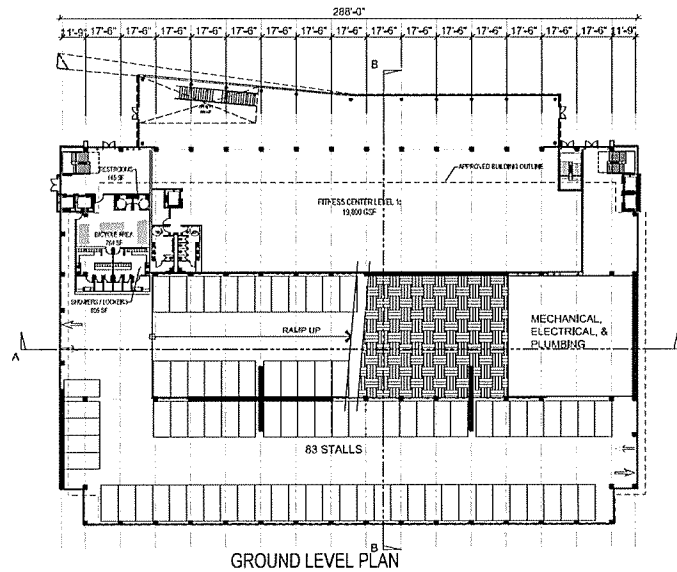 288'-0"
11'-9" 17'-6" 17'-6" 17'-6" 17'-6" 17'-6" 17'-6" 17'-6" 17'-6" 17'-6" 17'-6" 17'-6" 17'-6" 17'-6" 17'-6" 17'-6" 11'-9"
B
RESTROOMS
APPROVED BUILDING OUTLINE
FITNESS CENTER LEVEL 1:
19,800 GSF
BICYCLE AREA
764 SF
SHOWERS / LOCKERS
MECHANICAL,
ELECTRICAL, &
PLUMBING
RAMP UP
A
83 STALLS
B
GROUND LEVEL PLAN